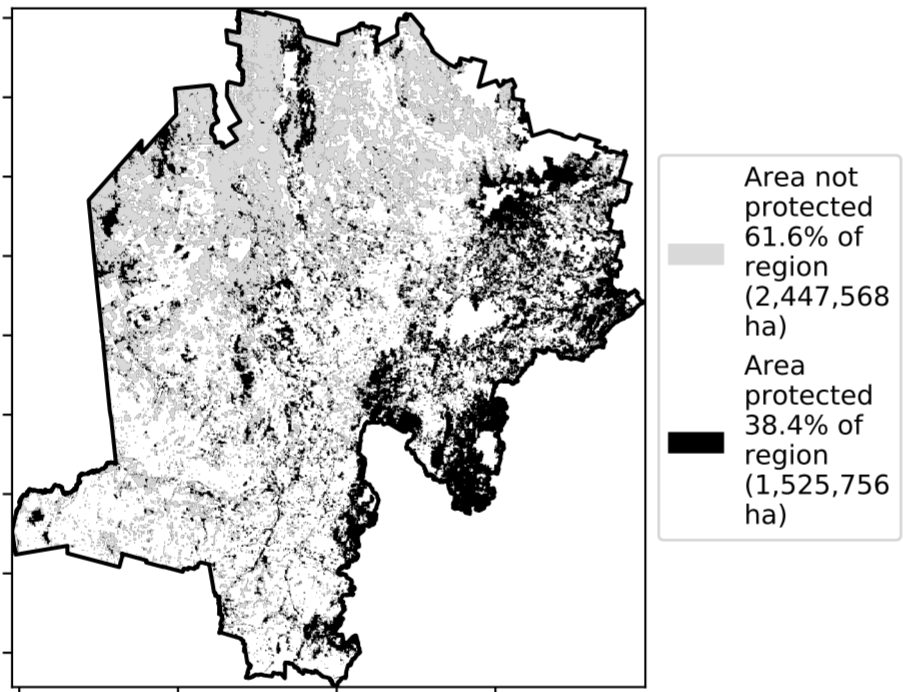 Area not
protected
61.6% of
region
(2,447,568
ha)
Area
protected
38.4% of
region
(1,525,756
ha)